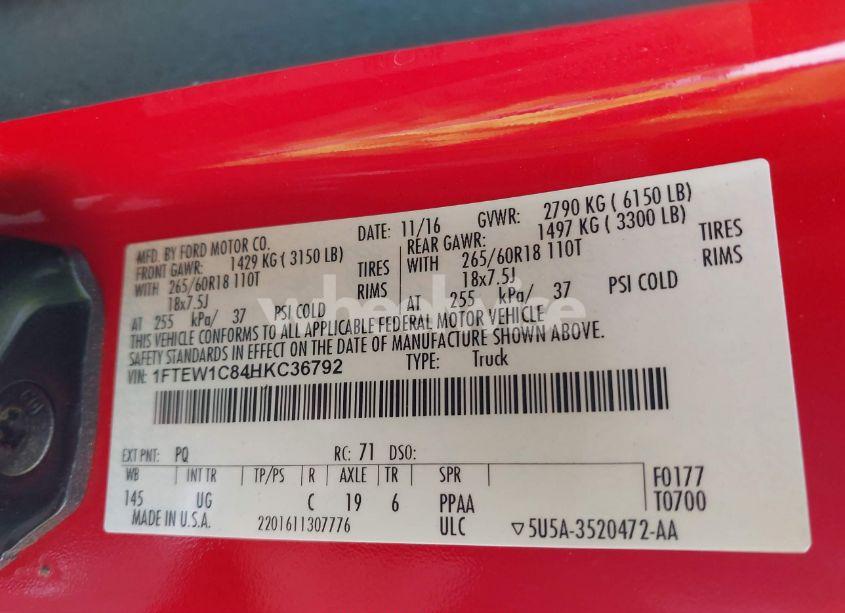 MFD. BY FORD MOTOR CO. DATE: 11/16 GVWR: 2790 KG ( 6150 LB)
FRONT GAWR: 1429 KG ( 3150 LB) REAR GAWR: 1497 KG ( 3300 LB)
WITH 265/60R18 110T TIRES WITH 265/60R18 110T TIRES
18x7.5J RIMS 18x7.5J RIMS
AT 255 kPa/ 37 PSI COLD AT 255 kPa/ 37 PSI COLD
THIS VEHICLE CONFORMS TO ALL APPLICABLE FEDERAL MOTOR VEHICLE
SAFETY STANDARDS IN EFFECT ON THE DATE OF MANUFACTURE SHOWN ABOVE.
VIN: 1FTEW1C84HKC36792 TYPE: Truck
EXT PNT: PQ RC: 71 DSO:
WB INT TR TP/PS R AXLE TR SPR F0177
145 UG C 19 6 PPAA T0700
MADE IN U.S.A. 2201611307776 ULC ▽5U5A-3520472-AA